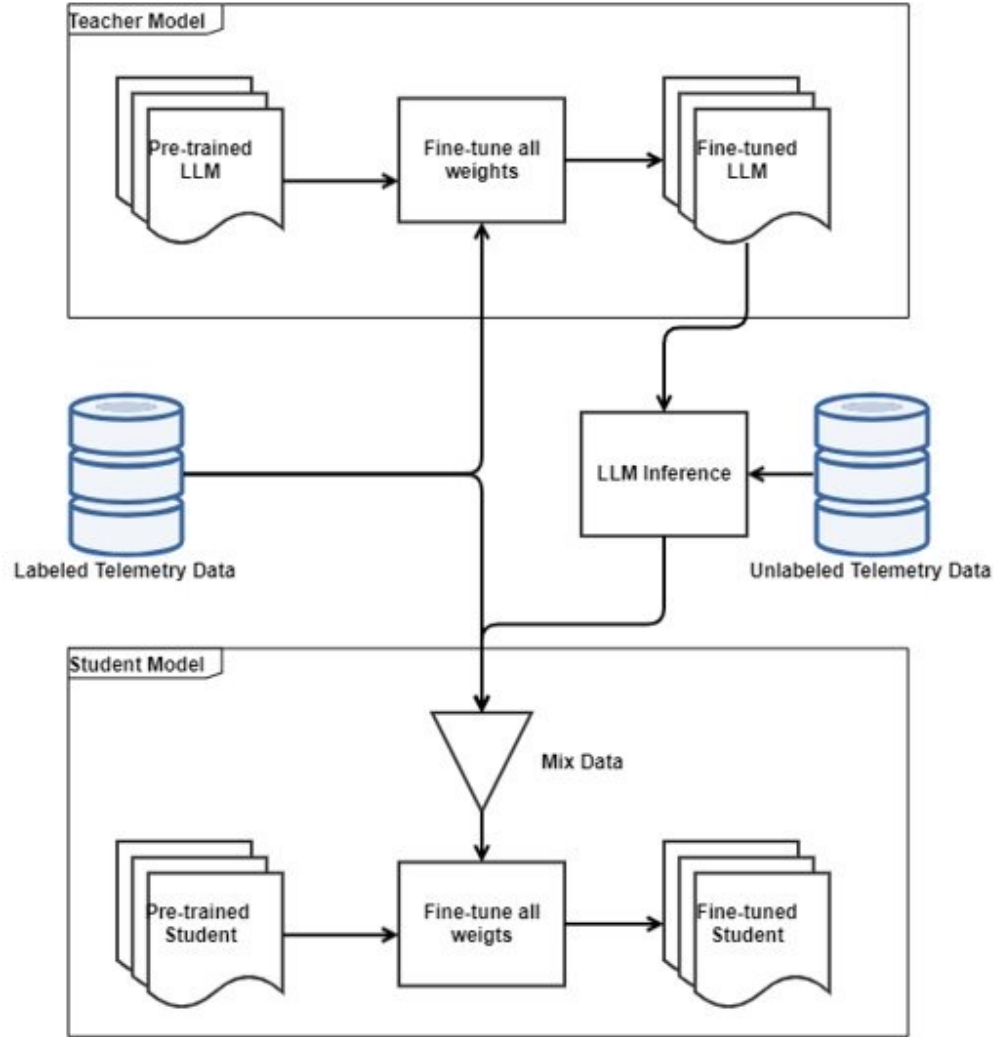 Teacher Model
Pre-trained
LLM
Fine-tune all
weights
Fine-tuned
LLM
LLM Inference
Labeled Telemetry Data
Unlabeled Telemetry Data
Student Model
Mix Data
Pre-trained
Student
Fine-tune all
weigts
Fine-tuned
Student